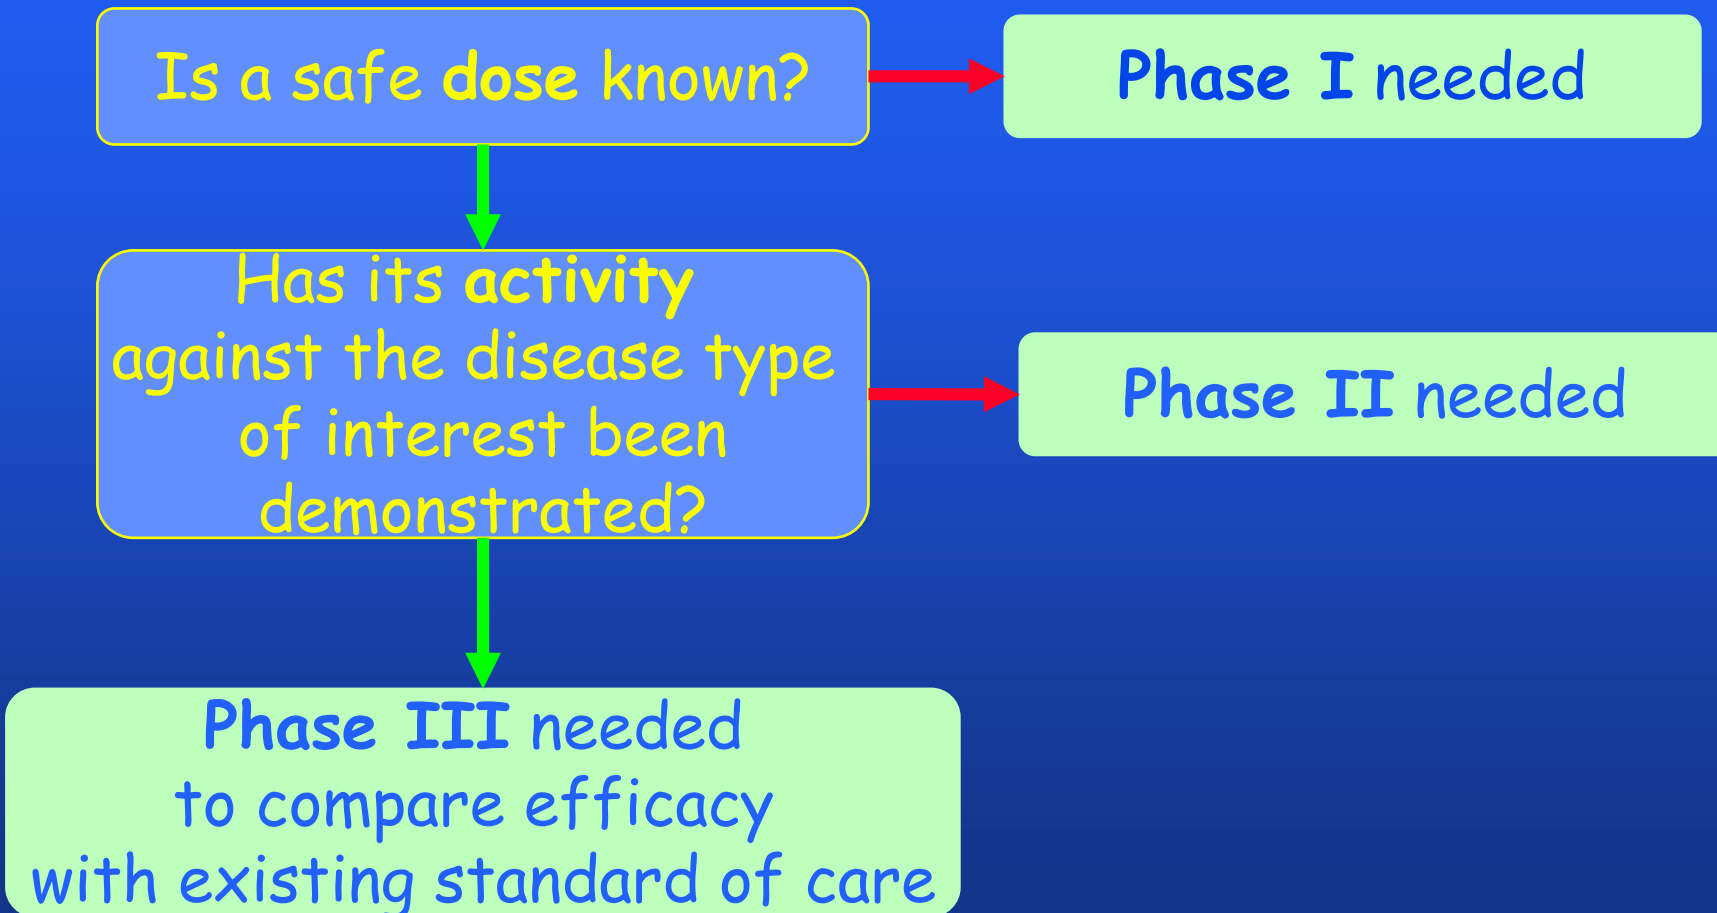 Is a safe dose known?
Phase I needed
Has its activity
against the disease type
of interest been
demonstrated?
Phase II needed
Phase III needed
to compare efficacy
with existing standard of care